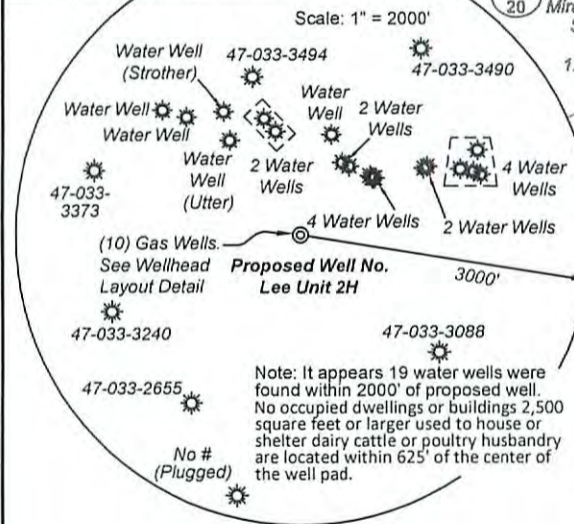 Scale: 1" = 2000'
20
Water Well
(Strother)
47-033-3494
47-033-3490
Water Well
Water Well
Water
Well
2 Water
Wells
Water
Well
(Utter)
2 Water
Wells
4 Water
Wells
47-033-
3373
4 Water Wells
2 Water Wells
(10) Gas Wells.
See Wellhead
Layout Detail
Proposed Well No.
Lee Unit 2H
3000'
47-033-3240
47-033-3088
47-033-2655
Note: It appears 19 water wells were
found within 2000' of proposed well.
No occupied dwellings or buildings 2,500
square feet or larger used to house or
shelter dairy cattle or poultry husbandry
are located within 625' of the center of
the well pad.
No #
(Plugged)